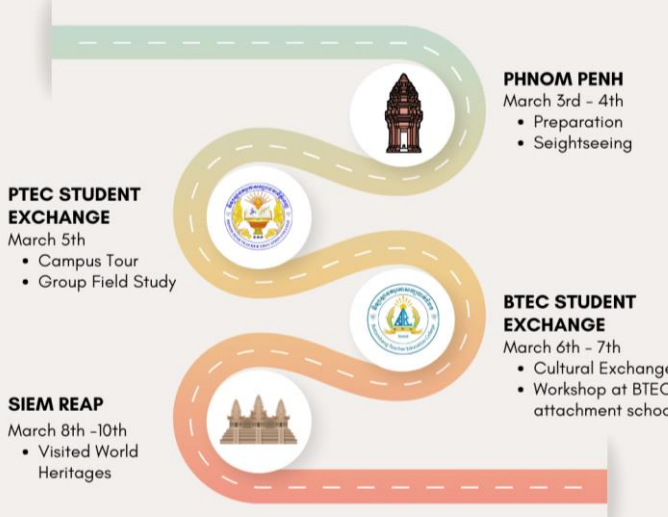 PHNOM PENH
March 3rd - 4th
• Preparation
• Seightseeing
PTEC STUDENT
EXCHANGE
March 5th
• Campus Tour
• Group Field Study
BTEC STUDENT
EXCHANGE
March 6th - 7th
• Cultural Exchange
• Workshop at BTEC
attachment schoo
SIEM REAP
March 8th -10th
• Visited World
Heritages